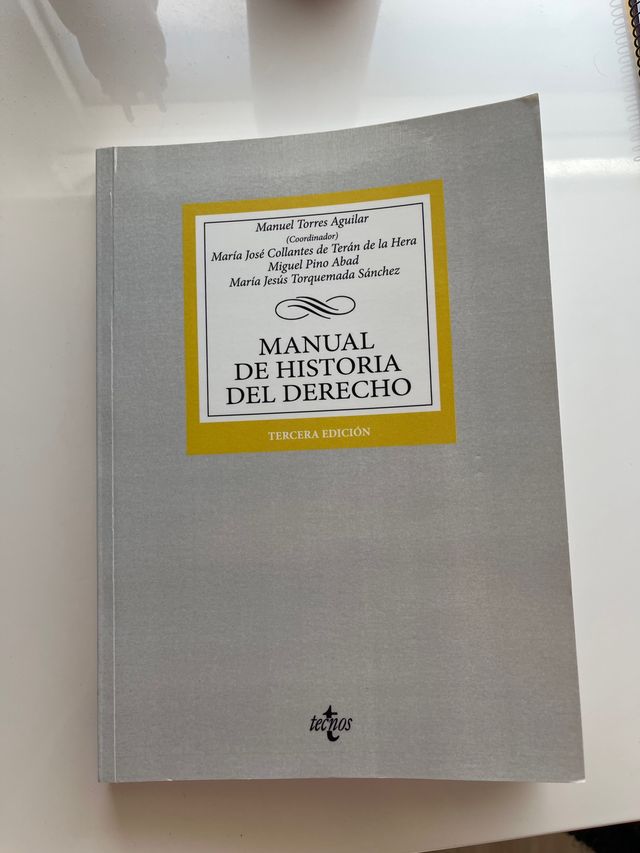 Manuel Torres Aguilar
(Coordinador)
María José Collantes de Terán de la Hera
Miguel Pino Abad
María Jesús Torquemada Sánchez
MANUAL
DE HISTORIA
DEL DERECHO
TERCERA EDICIÓN
tecnos